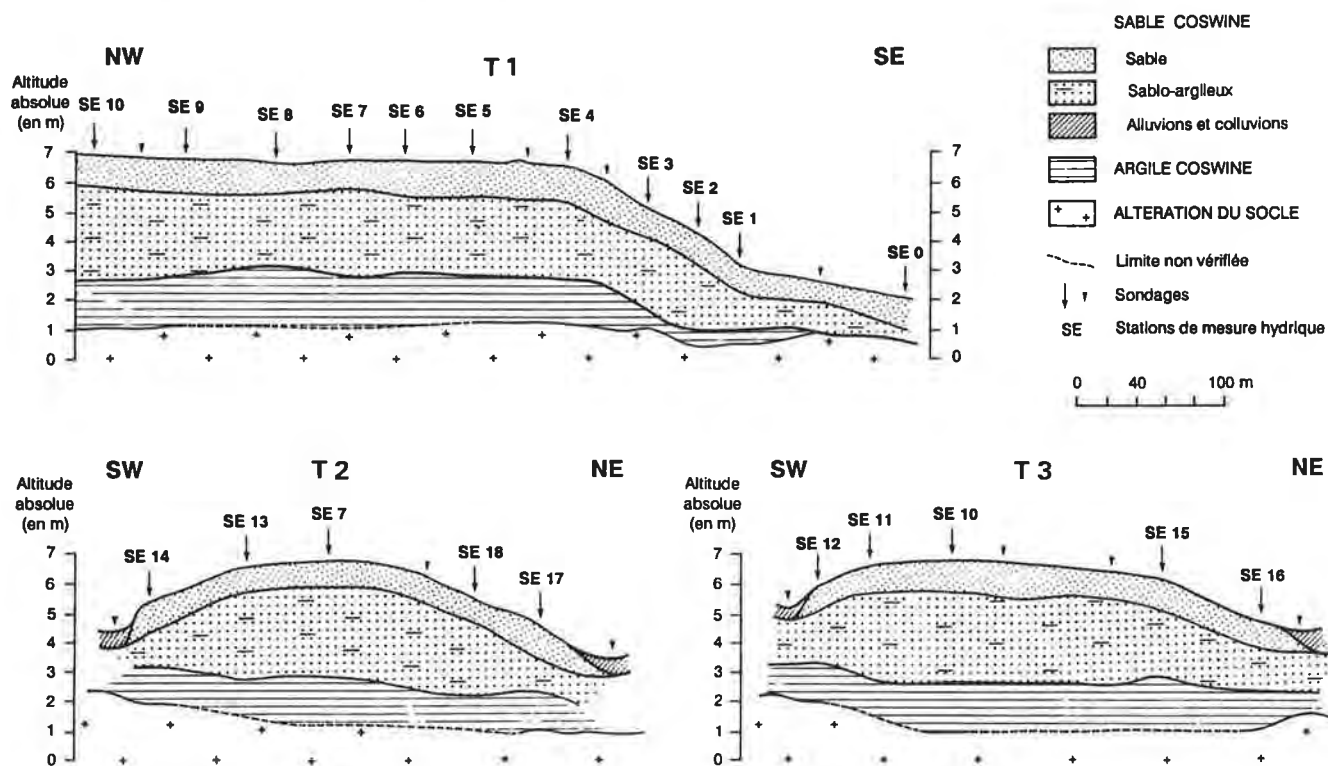 NW
T 1
SE
Altitude
absolue
(en m)
SE 10
SE 9
SE 8
SE 7
SE 6
SE 5
SE 4
SE 3
SE 2
SE 1
SE 0
7
6
5
4
3
2
1
0
7
6
5
4
3
2
1
0
SABLE COSWINE
Sable
Sablo-argileux
Alluvions et colluvions
ARGILE COSWINE
ALTERATION DU SOCLE
Limite non vérifiée
Sondages
SE Stations de mesure hydrique
0 40 100 m
SW
T 2
NE
Altitude
absolue
(en m)
SE 14
SE 13
SE 7
SE 18
SE 17
7
6
5
4
3
2
1
0
SW
T 3
NE
Altitude
absolue
(en m)
SE 12
SE 11
SE 10
SE 15
SE 16
7
6
5
4
3
2
1
0